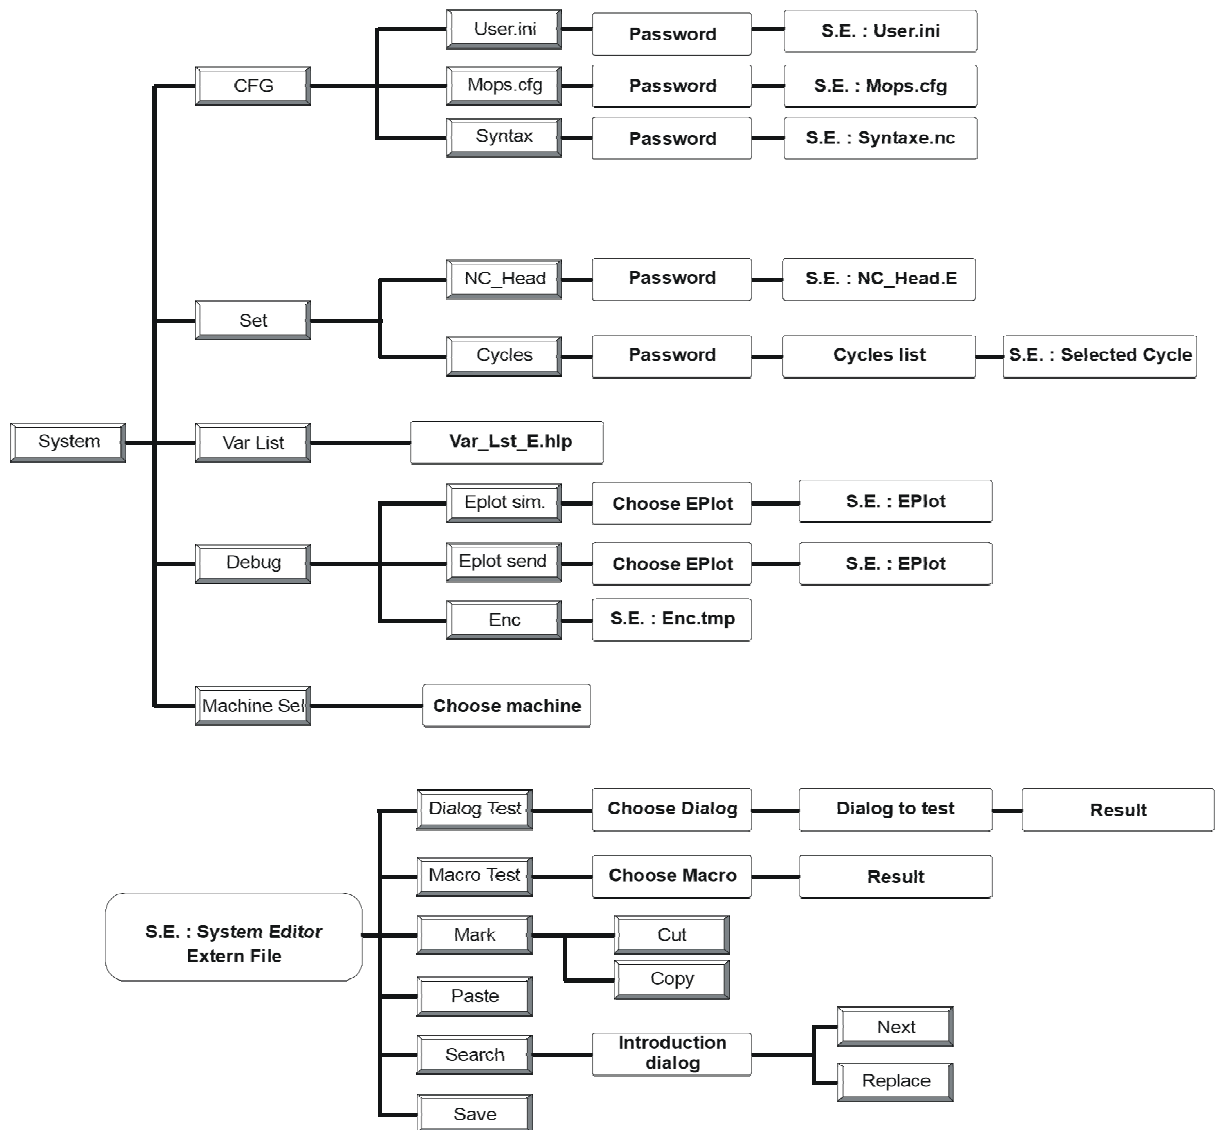 User.ini
Password
S.E. : User.ini
CFG
Mops.cfg
Password
S.E. : Mops.cfg
Syntax
Password
S.E. : Syntaxe.nc
NC_Head
Password
S.E. : NC_Head.E
Set
Cycles
Password
Cycles list
S.E. : Selected Cycle
System
Var List
Var_Lst_E.hlp
Eplot sim.
Choose EPlot
S.E. : EPlot
Debug
Eplot send
Choose EPlot
S.E. : EPlot
Enc
S.E. : Enc.tmp
Machine Sel
Choose machine
Dialog Test
Choose Dialog
Dialog to test
Result
Macro Test
Choose Macro
Result
S.E. : System Editor
Extern File
Mark
Cut
Copy
Paste
Search
Introduction
dialog
Next
Replace
Save